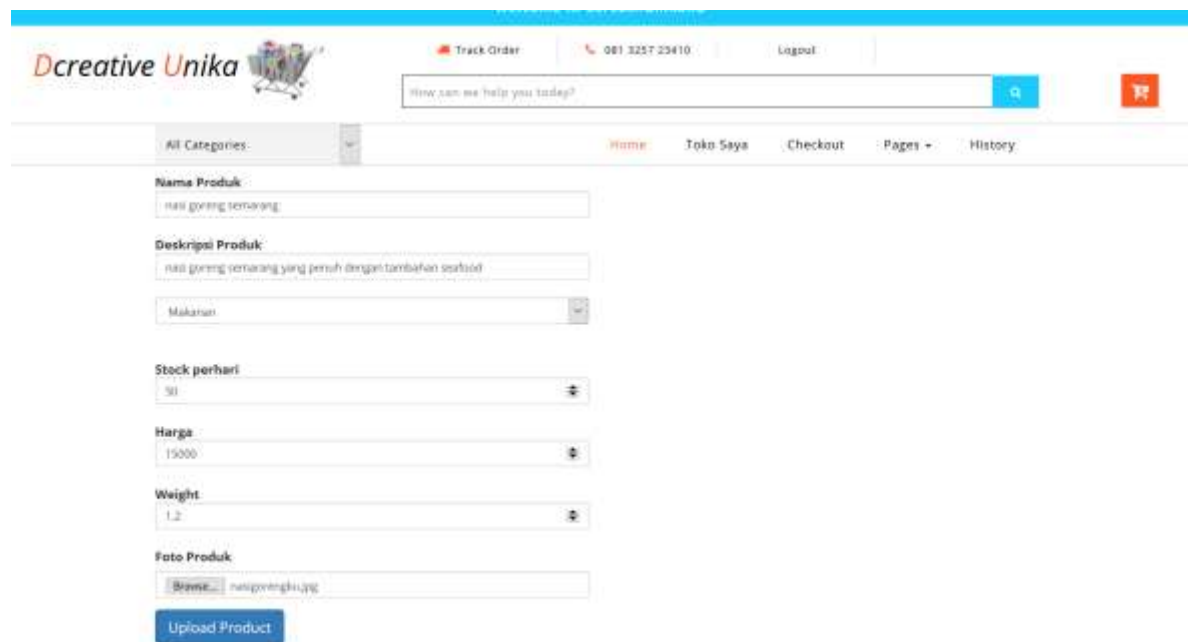 Dcreative Unika
Track Order 081 3257 23410 Logout
How can we help you today?
All Categories Home Toko Saya Checkout Pages History
Nama Produk
nasi goreng semarang
Deskripsi Produk
nasi goreng semarang yang penuh dengan tambahan seafood
Makanan
Stock perhari
50
Harga
15000
Weight
1.2
Foto Produk
Browse... nasigorengku.jpg
Upload Product